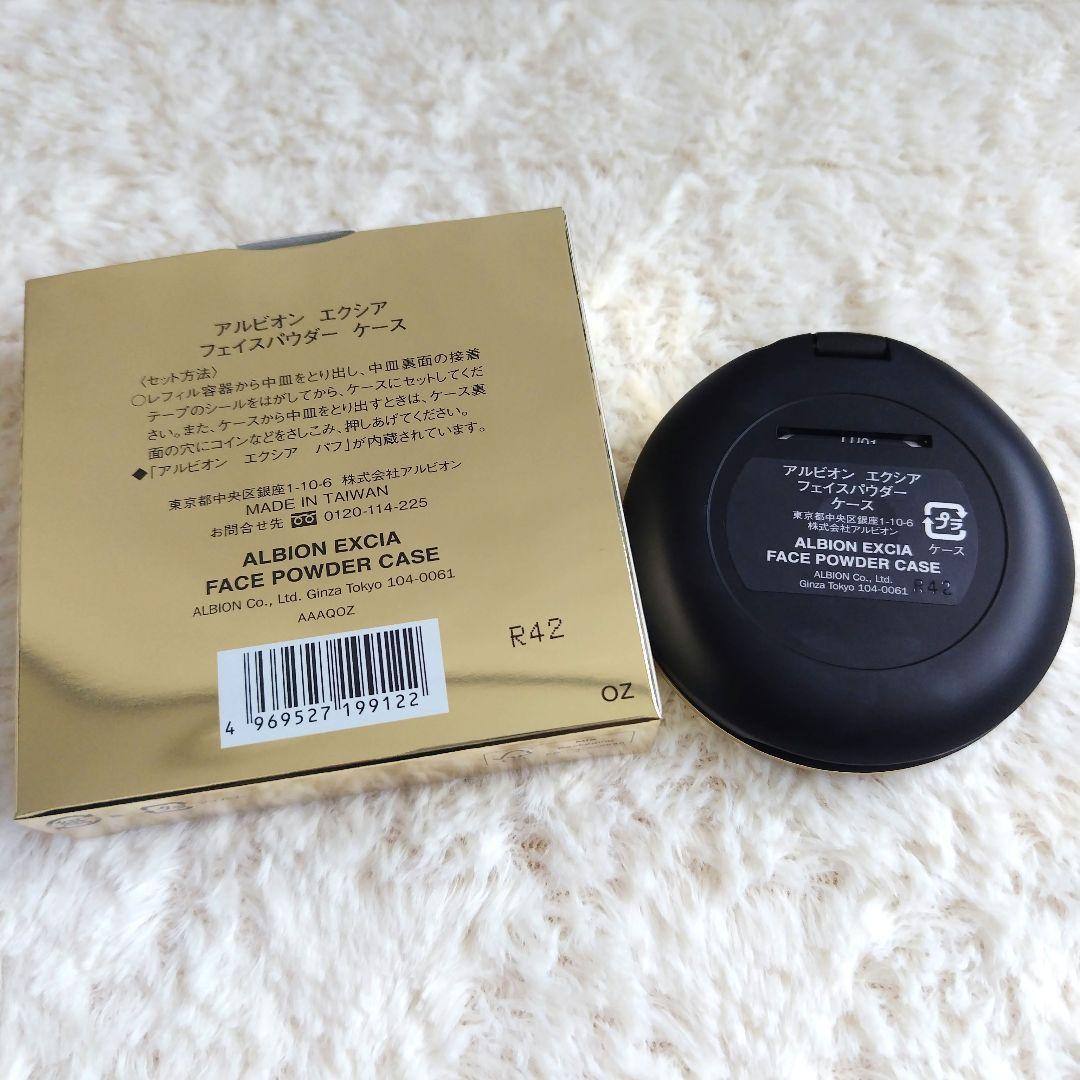 アルビオン エクシア
フェイスパウダー ケース
〈セット方法〉
○レフィル容器から中皿をとり出し、中皿裏面の接着
テープのシールをはがしてから、ケースにセットしてくだ
さい。また、ケースから中皿をとり出すときは、ケース裏
面の穴にコインなどをさしこみ、押しあげてください。
◆「アルビオン エクシア パフ」が内蔵されています。
東京都中央区銀座1-10-6 株式会社アルビオン
MADE IN TAIWAN
お問合せ先 0120-114-225
ALBION EXCIA
FACE POWDER CASE
ALBION Co., Ltd. Ginza Tokyo 104-0061
AAAQOZ
4 969527 199122
R42
OZ
アルビオン エクシア
フェイスパウダー
ケース
東京都中央区銀座1-10-6
株式会社アルビオン
プラ
ケース
ALBION EXCIA
FACE POWDER CASE
ALBION Co., Ltd.
Ginza Tokyo 104-0061
R42